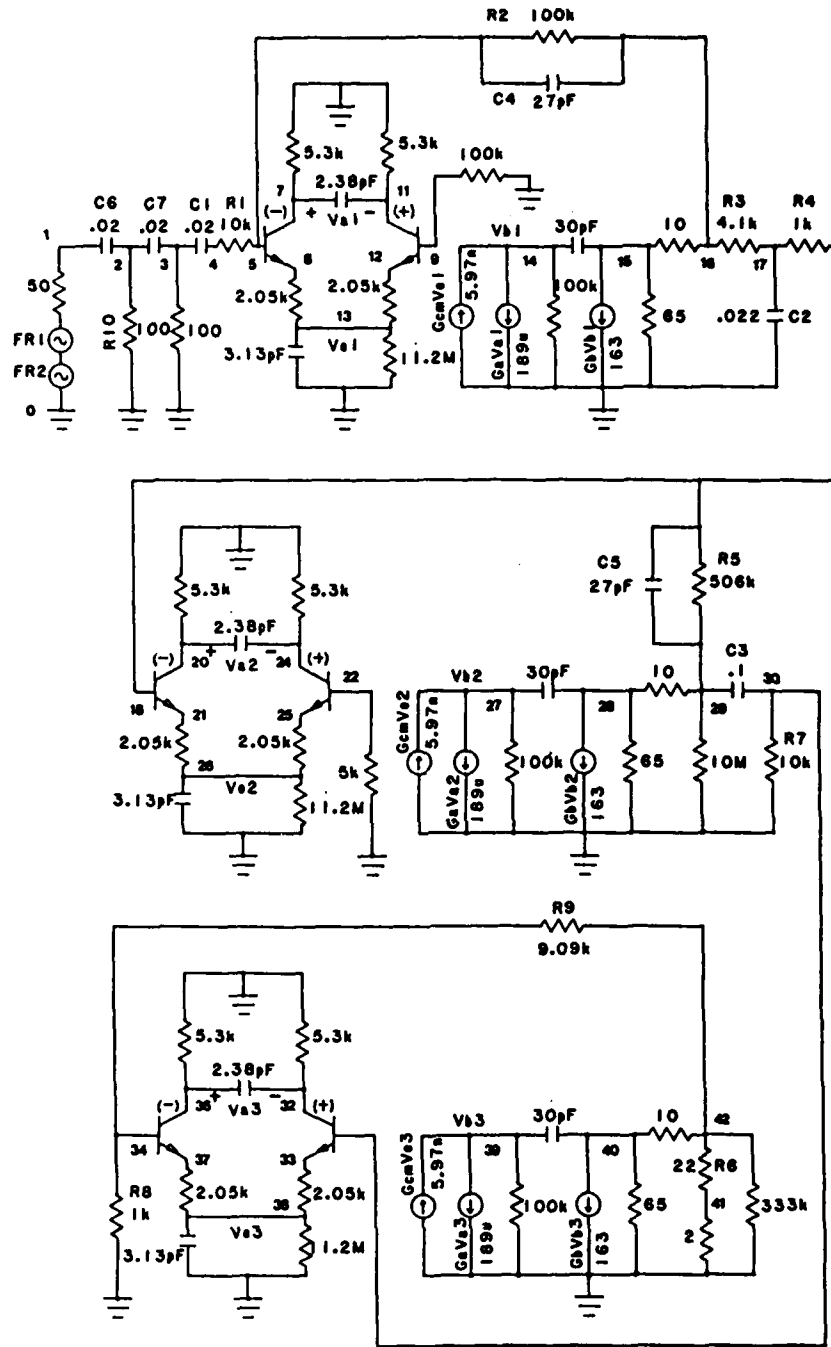 R2 100k
C4 27pF
5.3k 5.3k
100k
7 2.38pF 11
(-) + Va1 - (+)
C6 C7 C1 R1
.02 .02 .02 10k
1 2 3 4 5 6 12 9
50
FR1
FR2
0
R10
100
100
2.05k 2.05k
13
Ve1
3.13pF
11.2M
GcmVe1
5.97n
Vb1
14
GaVa1
189u
100k
30pF
15
GbVb1
163
65
10
16
R3
4.1k
17
R4
1k
.022 C2
5.3k 5.3k
2.38pF
(-) 20 + Va2 - 24 (+)
18 21 25 22
2.05k 2.05k
26
Ve2
3.13pF
11.2M
5k
C5
27pF
R5
506k
GcmVe2
5.97n
Vb2
27
GaVa2
189u
100k
30pF
28
GbVb2
163
65
10
29
10M
C3
.1
30
R7
10k
R9
9.09k
5.3k 5.3k
2.38pF
(-) 36 + Va3 - 32 (+)
34 37 33
R8
1k
2.05k 2.05k
38
Ve3
3.13pF
11.2M
GcmVe3
5.97n
Vb3
39
GaVa3
189u
100k
30pF
40
GbVb3
163
65
10
42
22 R6
41
2
333k